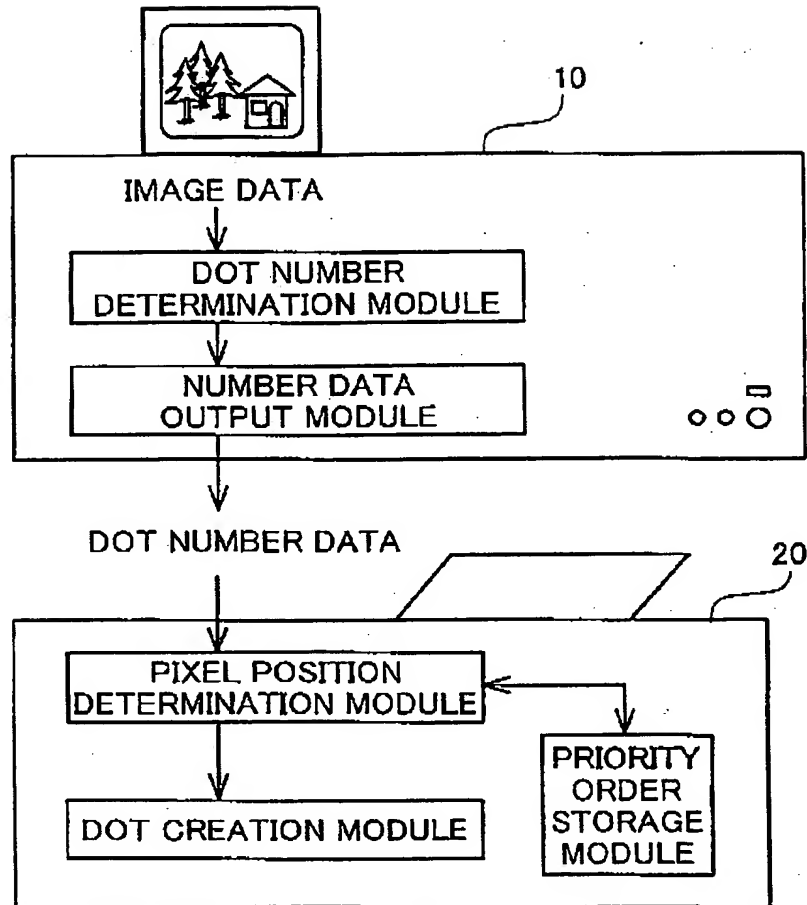 10
IMAGE DATA
DOT NUMBER
DETERMINATION MODULE
NUMBER DATA
OUTPUT MODULE
DOT NUMBER DATA
20
PIXEL POSITION
DETERMINATION MODULE
PRIORITY
ORDER
STORAGE
MODULE
DOT CREATION MODULE